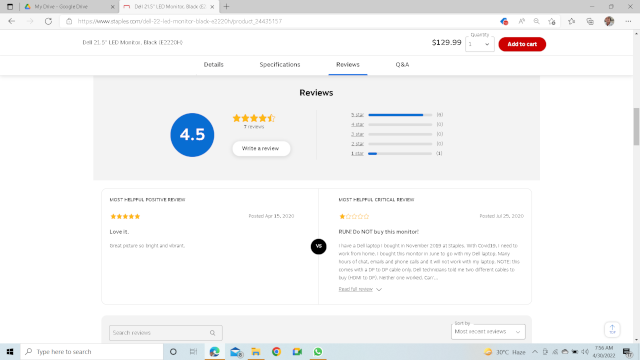 My Drive - Google Drive
Dell 21.5" LED Monitor, Black (E2
https://www.staples.com/dell-22-led-monitor-black-e2220h/product_24435157
Dell 21.5" LED Monitor, Black (E2220H)
$129.99
Quantity
1
Add to cart
Details Specifications Reviews Q&A
Reviews
4.5
7 reviews
Write a review
5 star
4 star (0)
3 star (0)
2 star (0)
1 star (1)
MOST HELPFUL POSITIVE REVIEW
Posted Apr 15, 2020
Love it.
Great picture so bright and vibrant.
VS
MOST HELPFUL CRITICAL REVIEW
Posted Jul 25, 2020
RUN! Do NOT buy this monitor!
I have a Dell laptop I bought in November 2019 at Staples. With Covid19, I need to
work from home. I bought this monitor in June to go with my Dell laptop. Many
hours of chat, emails and phone calls and it will not work with my laptop. NOTE: this
comes with a DP to DP cable only. Dell technicians told me two different cables to
buy (HDMI to DP). Neither one worked. Can'...
Read full review
Search reviews
Sort by
Most recent reviews
Type here to search
30°C Haze
7:56 AM
4/30/2022